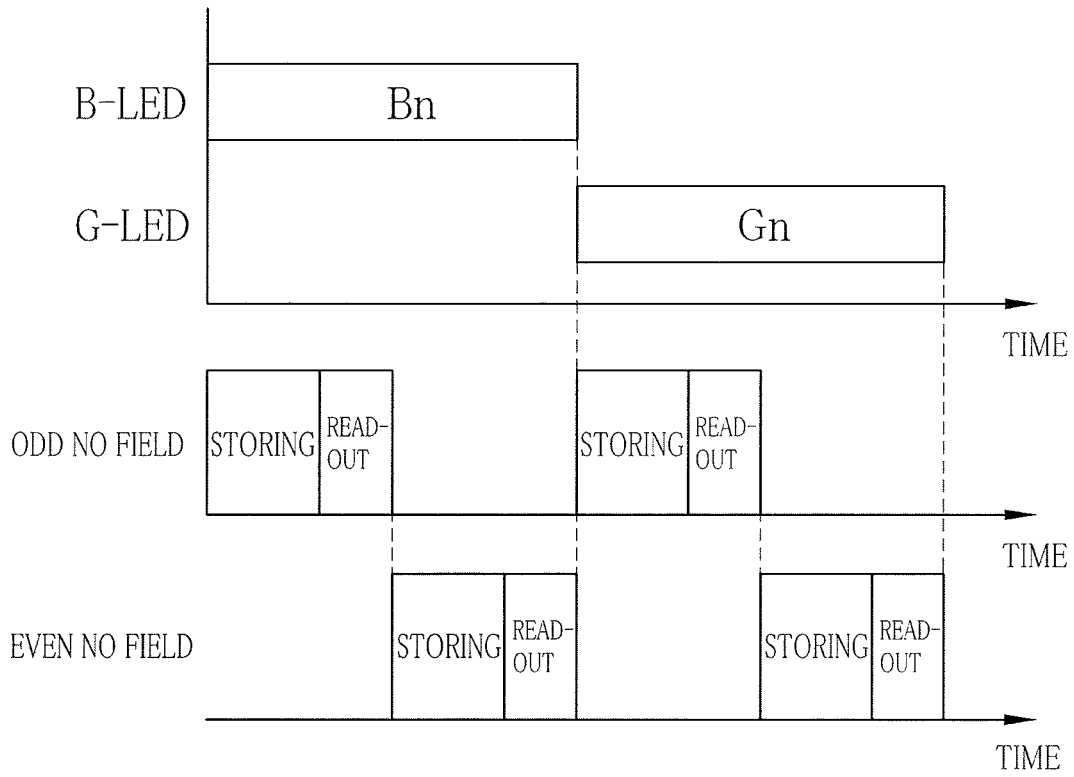 B-LED
Bn
G-LED
Gn
TIME
ODD NO FIELD
STORING
READ-
OUT
STORING
READ-
OUT
TIME
EVEN NO FIELD
STORING
READ-
OUT
STORING
READ-
OUT
TIME